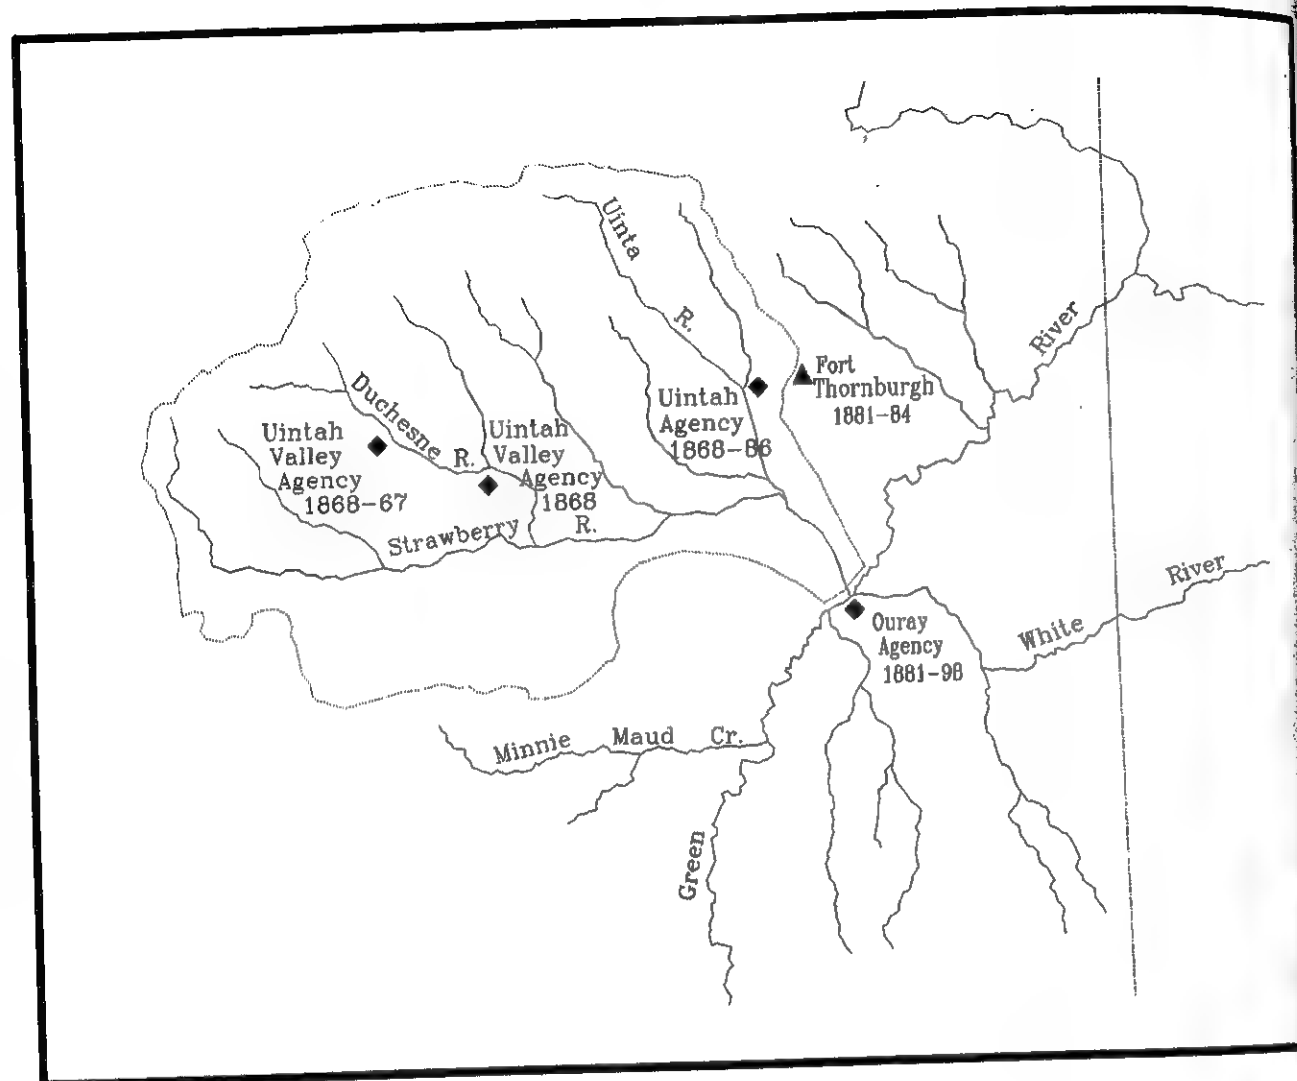 Uinta
R.
River
Fort
Thornburgh
1881-84
Uintah
Agency
1868-86
Duchesne R.
Uintah
Valley
Agency
1868-67
Uintah
Valley
Agency
1868
Strawberry R.
River
White
Ouray
Agency
1881-98
Minnie Maud Cr.
Green